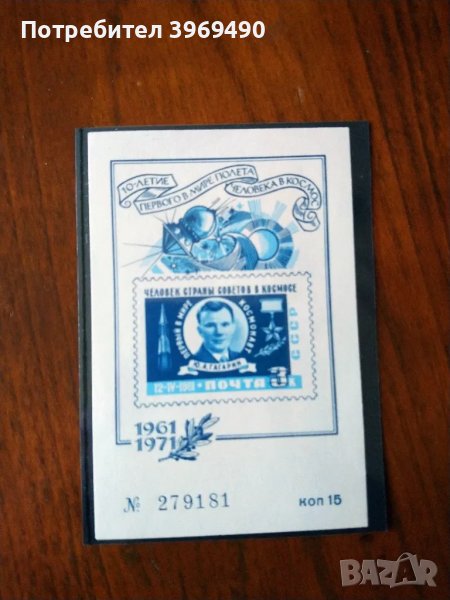 Потребител 3969490
10-ЛЕТИЕ
ПЕРВОГО В МИРЕ ПОЛЕТА
ЧЕЛОВЕКА В КОСМОС
ЧЕЛОВЕК СТРАНЫ СОВЕТОВ В КОСМОСЕ
ПЕРВЫЙ В МИРЕ
КОСМОНАВТ
Ю.А.ГАГАРИН
СССР
12-IV-1961 • ПОЧТА 3к
1961
1971
№ 279181 коп 15
BAZAR